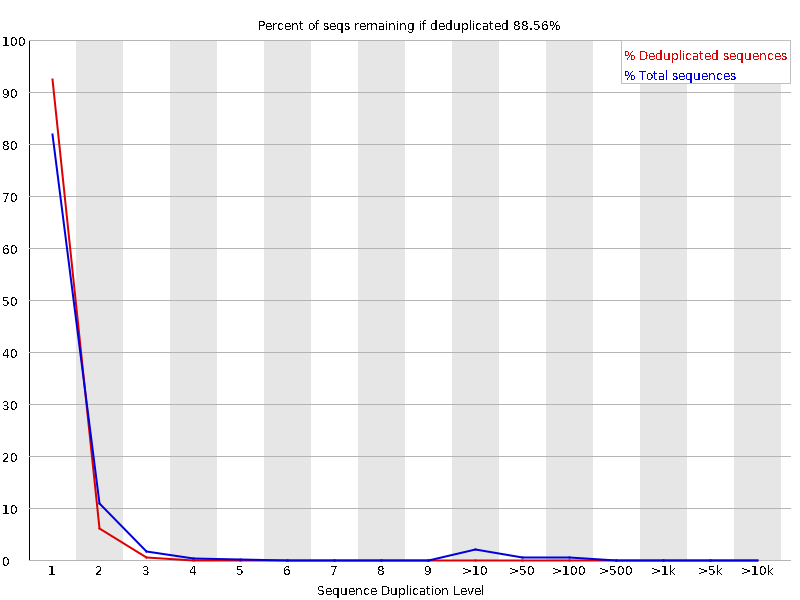 Percent of seqs remaining if deduplicated 88.56%
% Deduplicated sequences
% Total sequences
100
90
80
70
60
50
40
30
20
10
0
1 2 3 4 5 6 7 8 9 >10 >50 >100 >500 >1k >5k >10k
Sequence Duplication Level